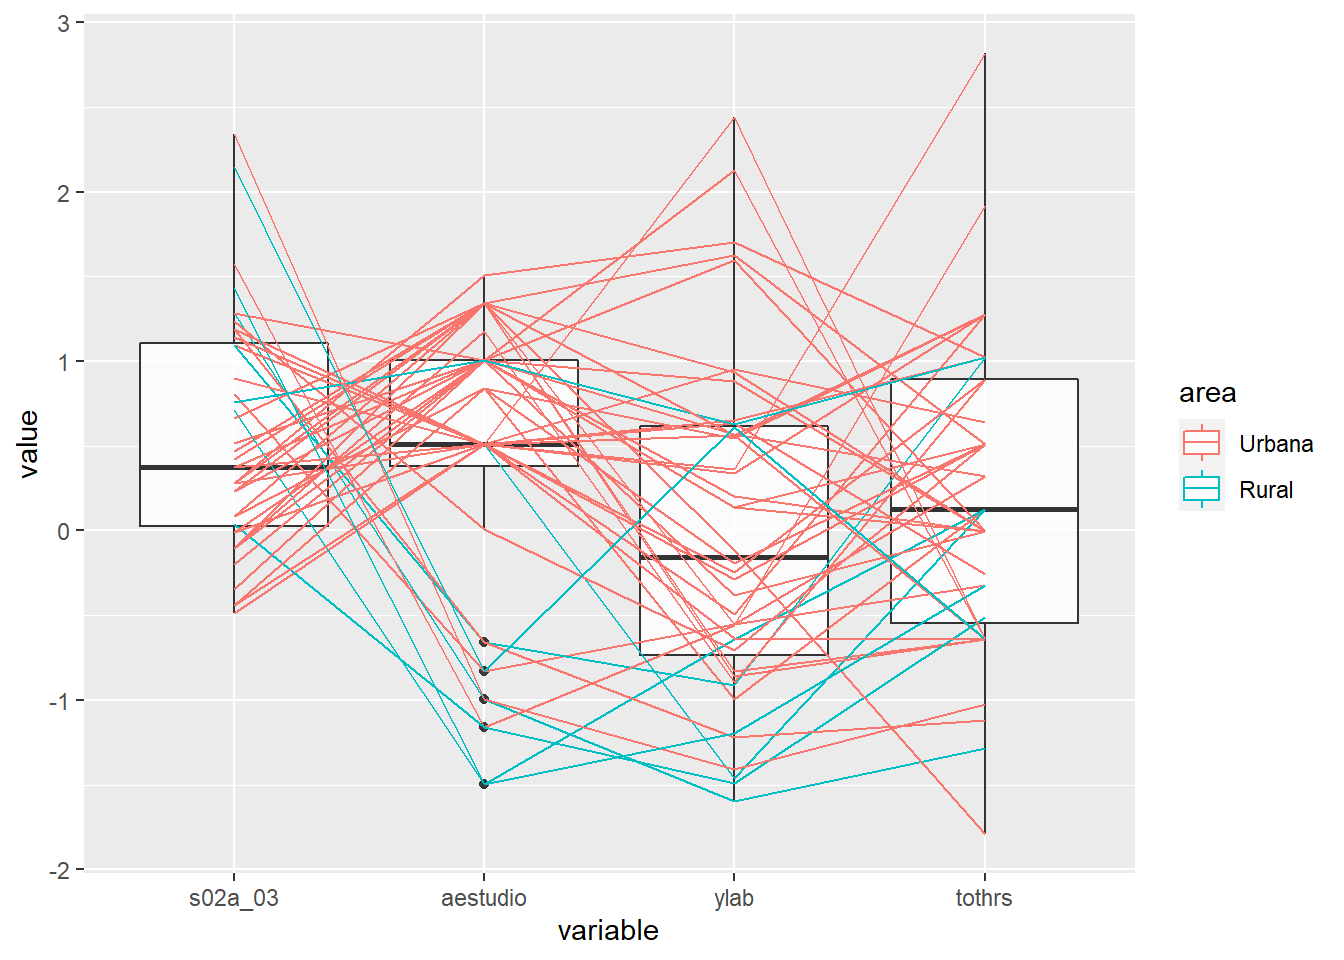 3
2
1
0
-1
-2
value
s02a_03 aestudio ylab tothrs
variable
area
Urbana
Rural